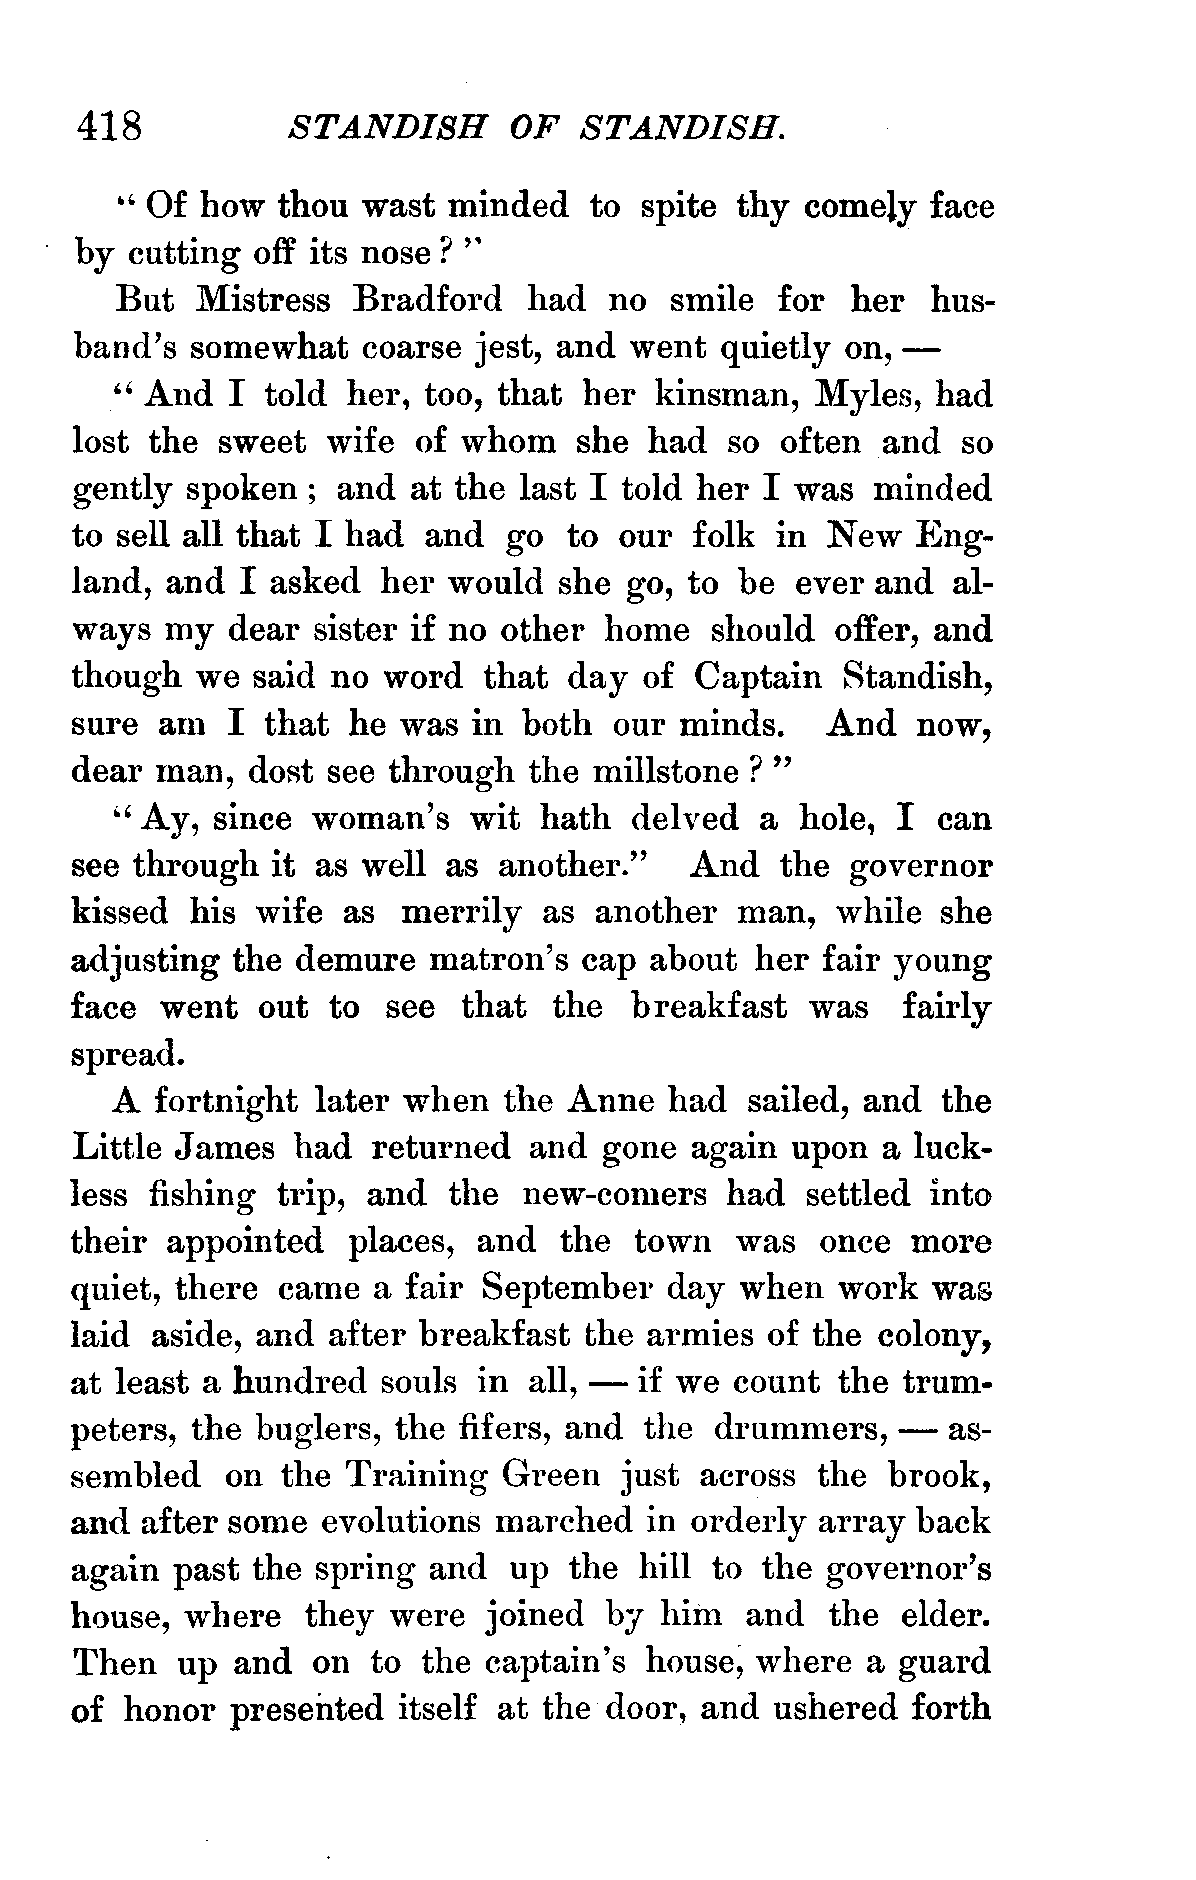 418 STANDISH OF STANDISH.
“Of how thou wast minded to spite thy comely face
by cutting off its nose?”
But Mistress Bradford had no smile for her hus-
band's somewhat coarse jest, and went quietly on, —
“And I told her, too, that her kinsman, Myles, had
lost the sweet wife of whom she had so often and so
gently spoken; and at the last I told her I was minded
to sell all that I had and go to our folk in New Eng-
land, and I asked her would she go, to be ever and al-
ways my dear sister if no other home should offer, and
though we said no word that day of Captain Standish,
sure am I that he was in both our minds. And now,
dear man, dost see through the millstone?”
“Ay, since woman's wit hath delved a hole, I can
see through it as well as another.” And the governor
kissed his wife as merrily as another man, while she
adjusting the demure matron's cap about her fair young
face went out to see that the breakfast was fairly
spread.
A fortnight later when the Anne had sailed, and the
Little James had returned and gone again upon a luck-
less fishing trip, and the new-comers had settled into
their appointed places, and the town was once more
quiet, there came a fair September day when work was
laid aside, and after breakfast the armies of the colony,
at least a hundred souls in all, — if we count the trum-
peters, the buglers, the fifers, and the drummers, — as-
sembled on the Training Green just across the brook,
and after some evolutions marched in orderly array back
again past the spring and up the hill to the governor's
house, where they were joined by him and the elder.
Then up and on to the captain's house, where a guard
of honor presented itself at the door, and ushered forth